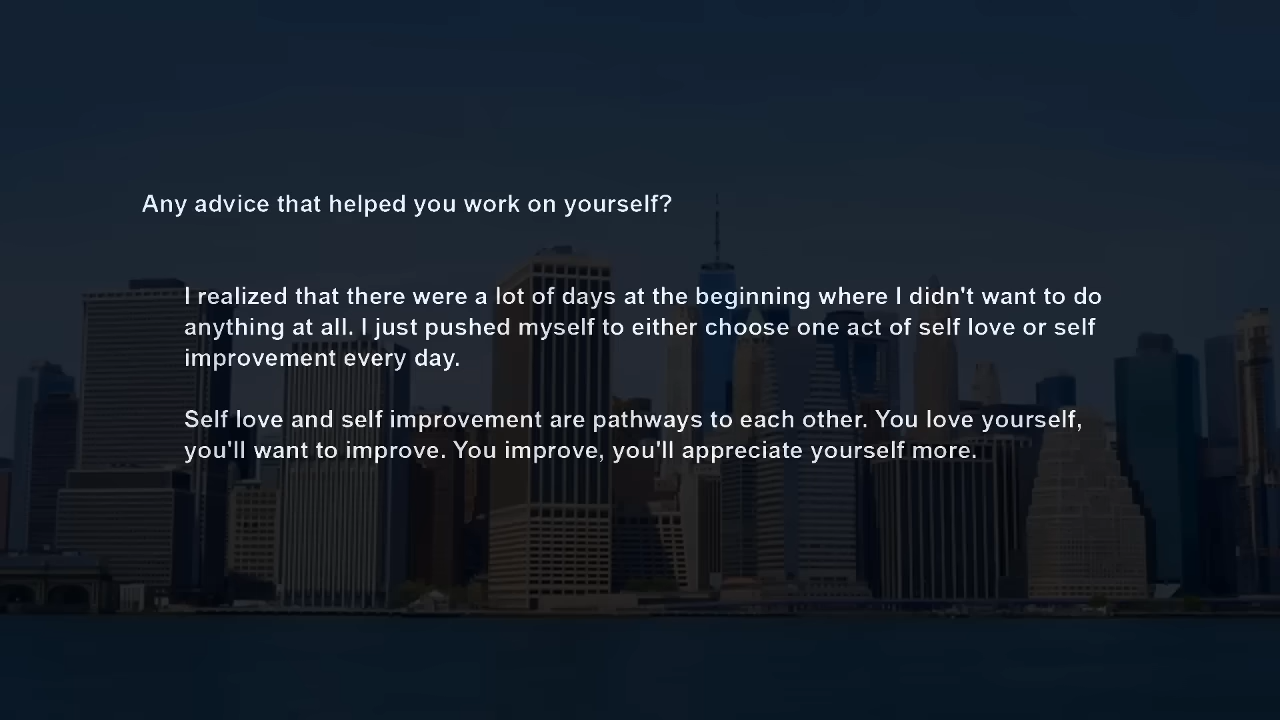 Any advice that helped you work on yourself?
I realized that there were a lot of days at the beginning where I didn't want to do
anything at all. I just pushed myself to either choose one act of self love or self
improvement every day.
Self love and self improvement are pathways to each other. You love yourself,
you'll want to improve. You improve, you'll appreciate yourself more.